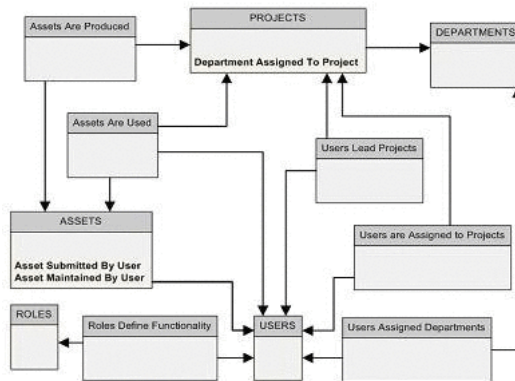 Assets Are Produced
PROJECTS
Department Assigned To Project
DEPARTMENTS
Assets Are Used
Users Lead Projects
ASSETS
Asset Submitted By User
Asset Maintained By User
Users are Assigned to Projects
ROLES
Roles Define Functionality
USERS
Users Assigned Departments